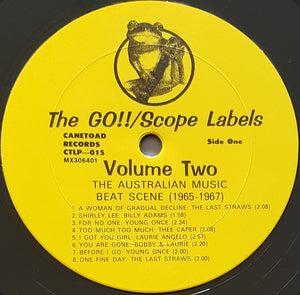 The GO!!/Scope Labels
CANETOAD
RECORDS
CTLP-015
MX306401
Side One
Volume Two
THE AUSTRALIAN MUSIC
BEAT SCENE (1965-1967)
1 A WOMAN OF GRADUAL DECLINE: THE LAST STRAWS (2.08)
2 SHIRLEY LEE: BILLY ADAMS (1.58)
3 FOR NO ONE: YOUNG ONCE (2.03)
4 TOO MUCH TOO MUCH: THEE CAPER (2.08)
5 I GOT YOU GIRL: LAURIE ANGELO (2.57)
6 YOU ARE GONE: BOBBY & LAURIE (2.20)
7 BEFORE I GO: YOUNG ONCE (2.21)
8 ONE FINE DAY: THE LAST STRAWS (2.08)